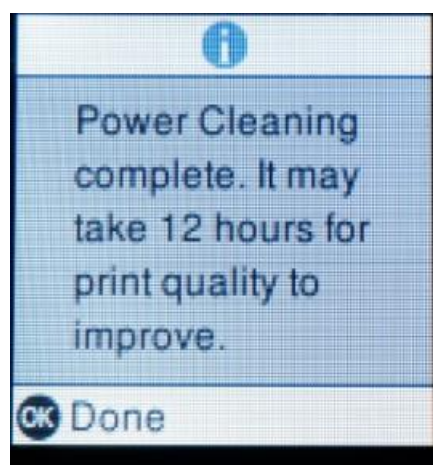 Power Cleaning
complete. It may
take 12 hours for
print quality to
improve.
OK Done